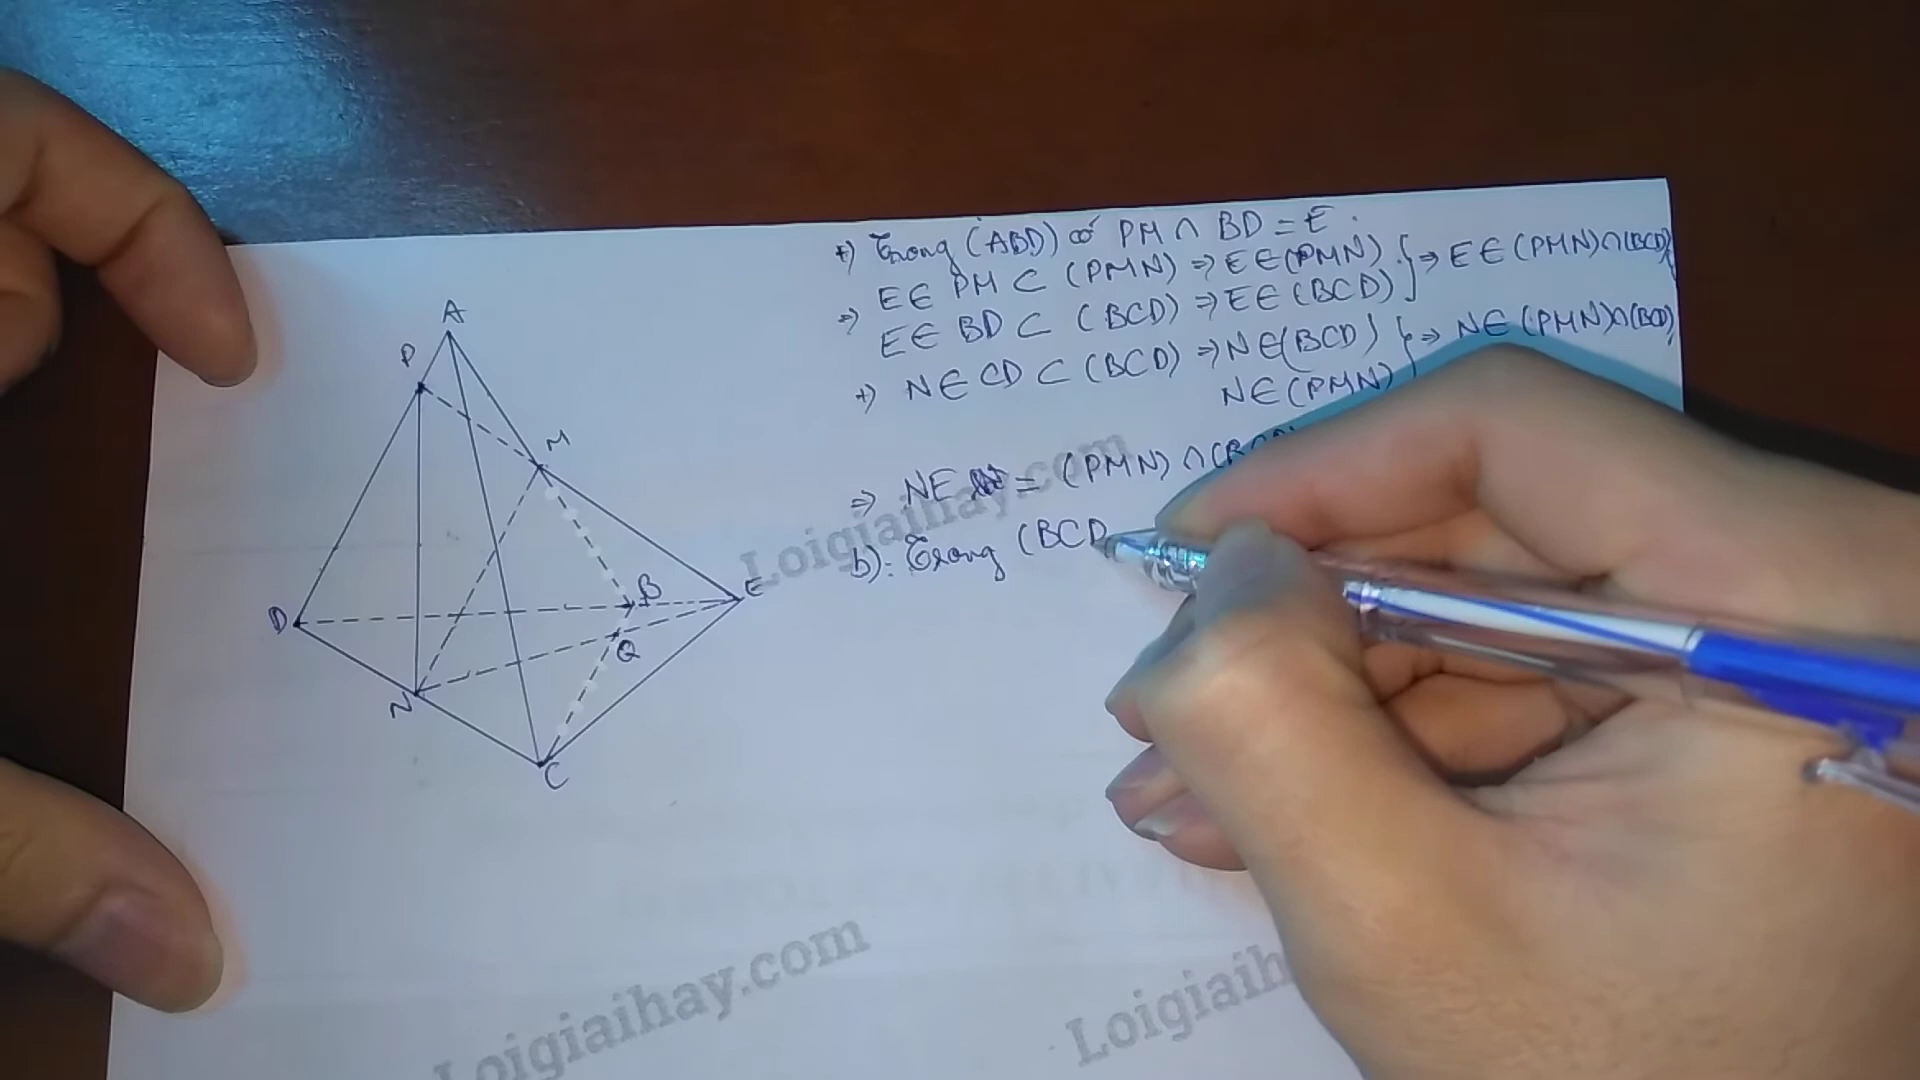 +) Trong (ABD) có PM ∩ BD = E.
⇒ E∈ PM ⊂ (PMN) ⇒ E∈(PMN) } ⇒ E∈(PMN)∩(BCD)
E∈ BD ⊂ (BCD) ⇒ E∈(BCD)
+) N∈CD ⊂ (BCD) ⇒ N∈(BCD) } ⇒ N∈(PMN)∩(BCD)
N∈(PMN)
⇒ NE = (PMN)∩
b): Trong (BCD
A
P
M
D
B
E
Q
N
C
Loigiaihay.com
Loigiaihay.com
Loigiaih